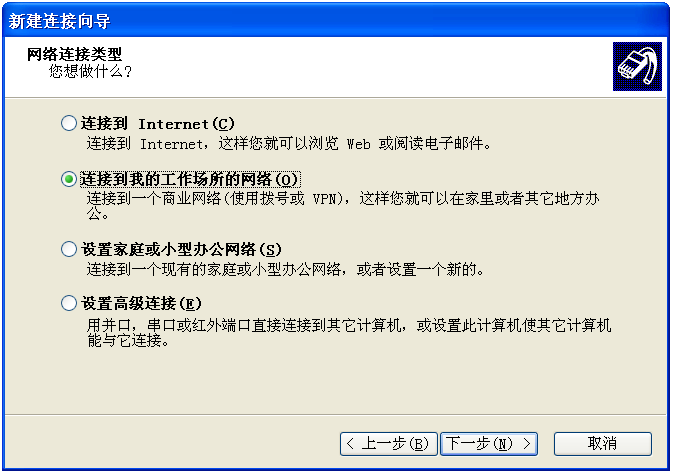 新建连接向导
网络连接类型
您想做什么?
连接到 Internet(C)
连接到 Internet，这样您就可以浏览 Web 或阅读电子邮件。
连接到我的工作场所的网络(O)
连接到一个商业网络(使用拨号或 VPN)，这样您就可以在家里或者其它地方办
公。
设置家庭或小型办公网络(S)
连接到一个现有的家庭或小型办公网络，或者设置一个新的。
设置高级连接(E)
用并口，串口或红外端口直接连接到其它计算机，或设置此计算机使其它计算机
能与它连接。
< 上一步(B) 下一步(N) > 取消